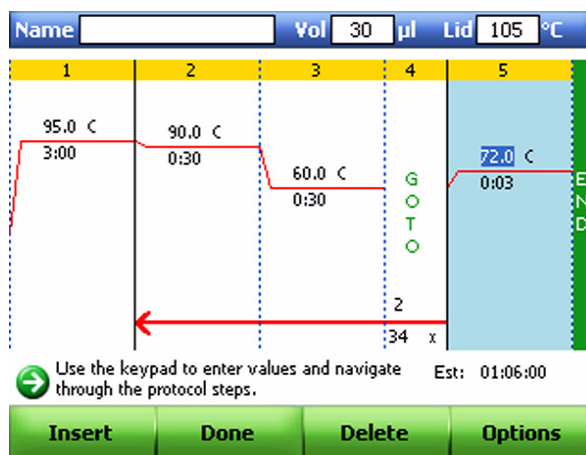 Name Vol 30 µl Lid 105 °C
1 2 3 4 5
95.0 C 90.0 C 60.0 C 72.0 C
3:00 0:30 0:30 0:03
GOTO
END
2
34 x
Use the keypad to enter values and navigate
through the protocol steps.
Est: 01:06:00
Insert Done Delete Options